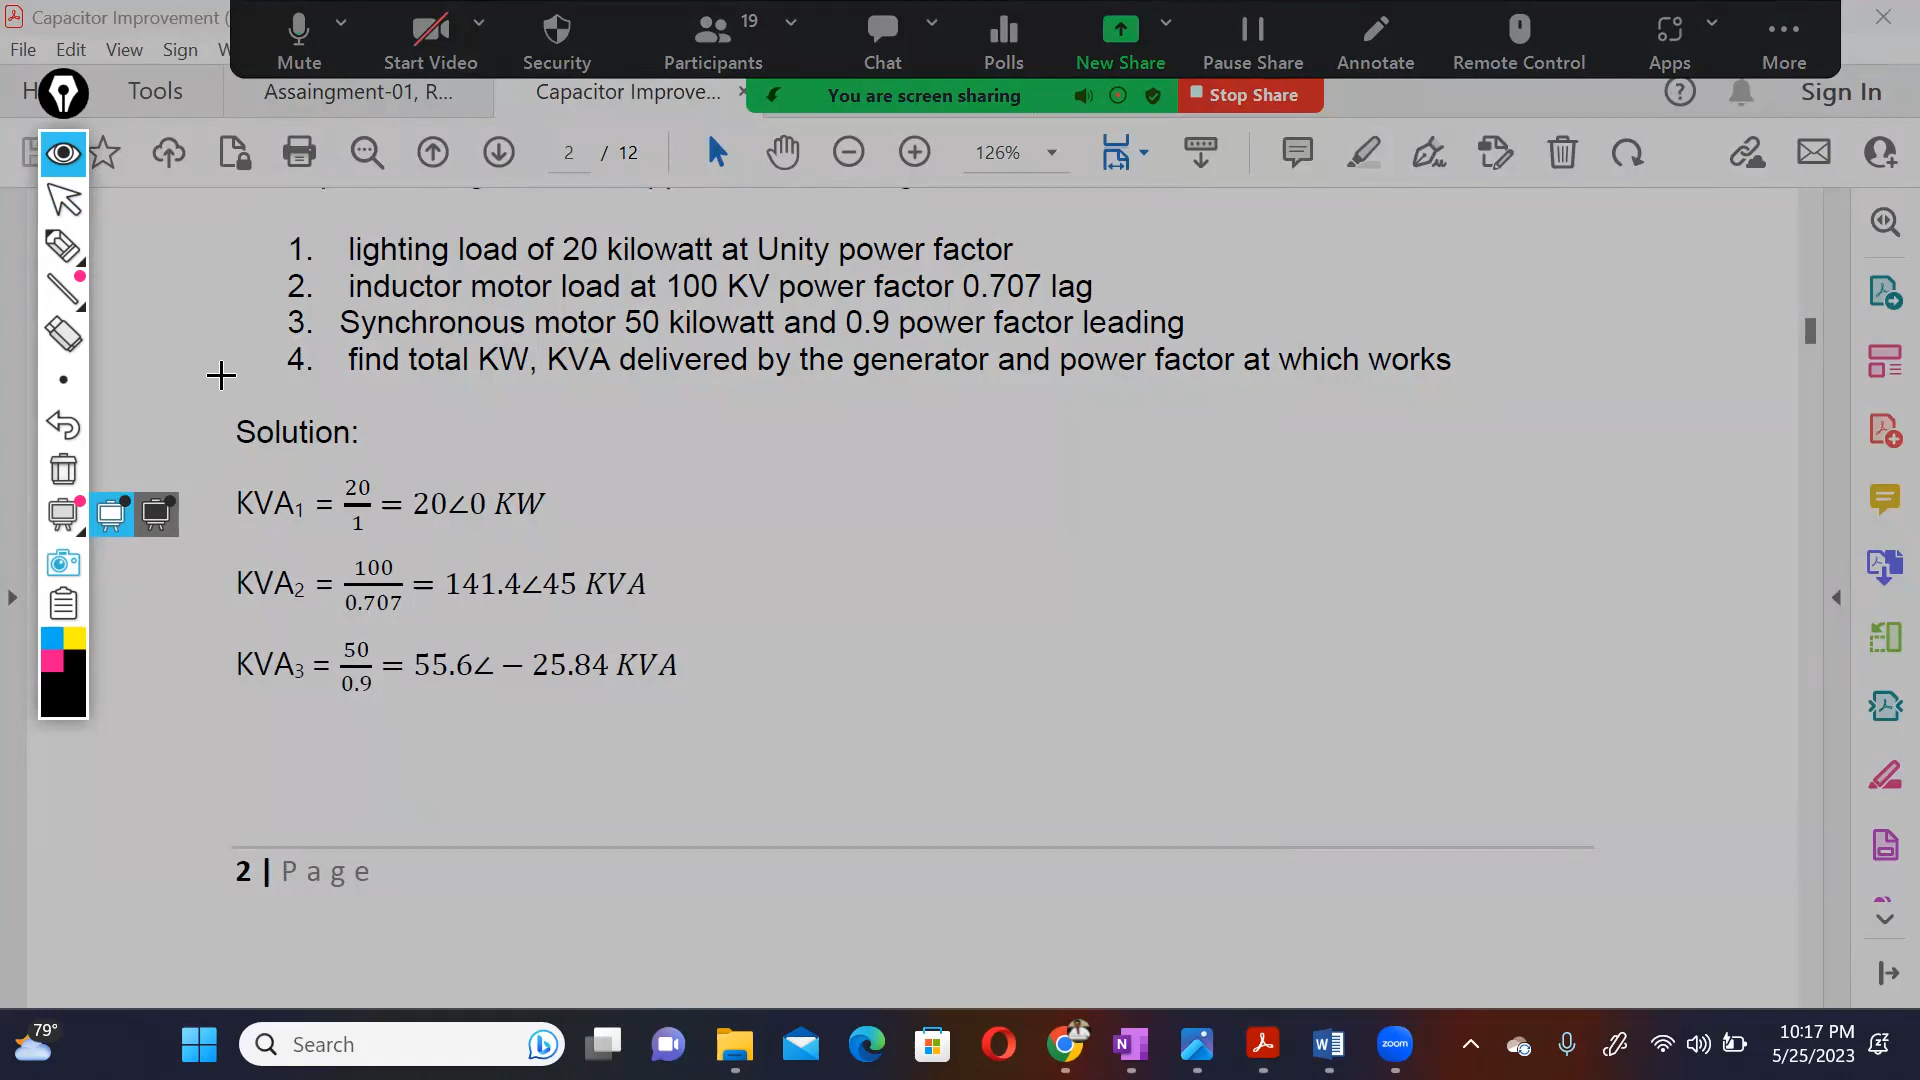 Capacitor Improvement (
File Edit View Sign W
Mute
Start Video
Security
Participants 19
Chat
Polls
New Share
Pause Share
Annotate
Remote Control
Apps
More
You are screen sharing
Stop Share
H
Tools
Assaingment-01, R...
Capacitor Improve... ×
Sign In
2 / 12
126%
1. lighting load of 20 kilowatt at Unity power factor
2. inductor motor load at 100 KV power factor 0.707 lag
3. Synchronous motor 50 kilowatt and 0.9 power factor leading
4. find total KW, KVA delivered by the generator and power factor at which works
Solution:
KVA₁ = 20/1 = 20∠0 KW
KVA₂ = 100/0.707 = 141.4∠45 KVA
KVA₃ = 50/0.9 = 55.6∠ − 25.84 KVA
2 | Page
79°
Search
zoom
10:17 PM
5/25/2023